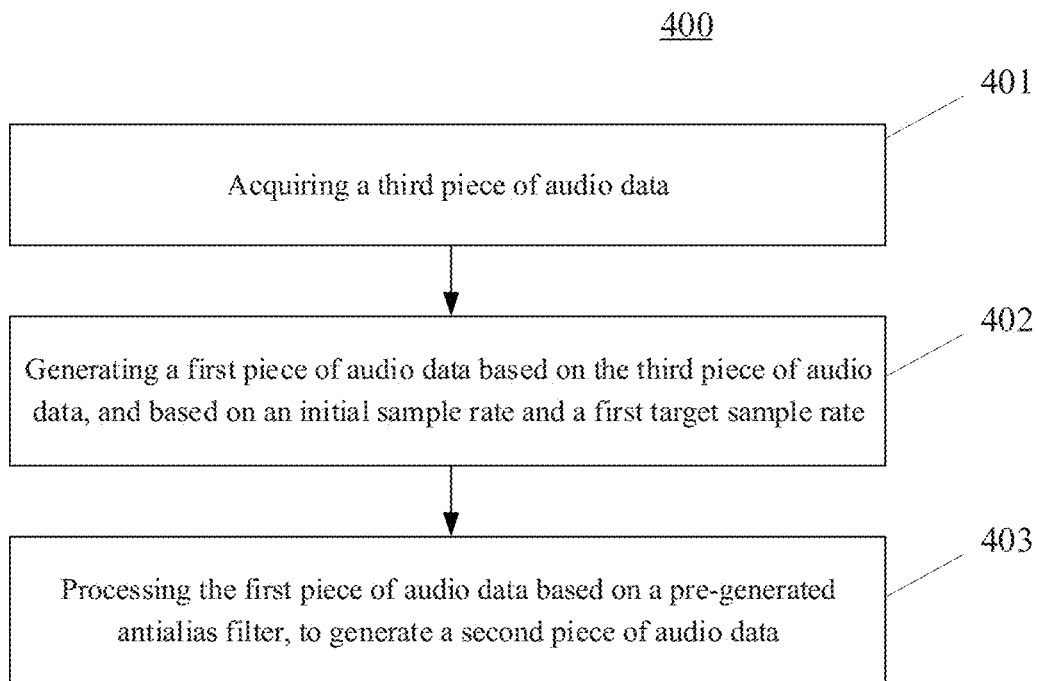 400
401
Acquiring a third piece of audio data
402
Generating a first piece of audio data based on the third piece of audio
data, and based on an initial sample rate and a first target sample rate
403
Processing the first piece of audio data based on a pre-generated
antialias filter, to generate a second piece of audio data